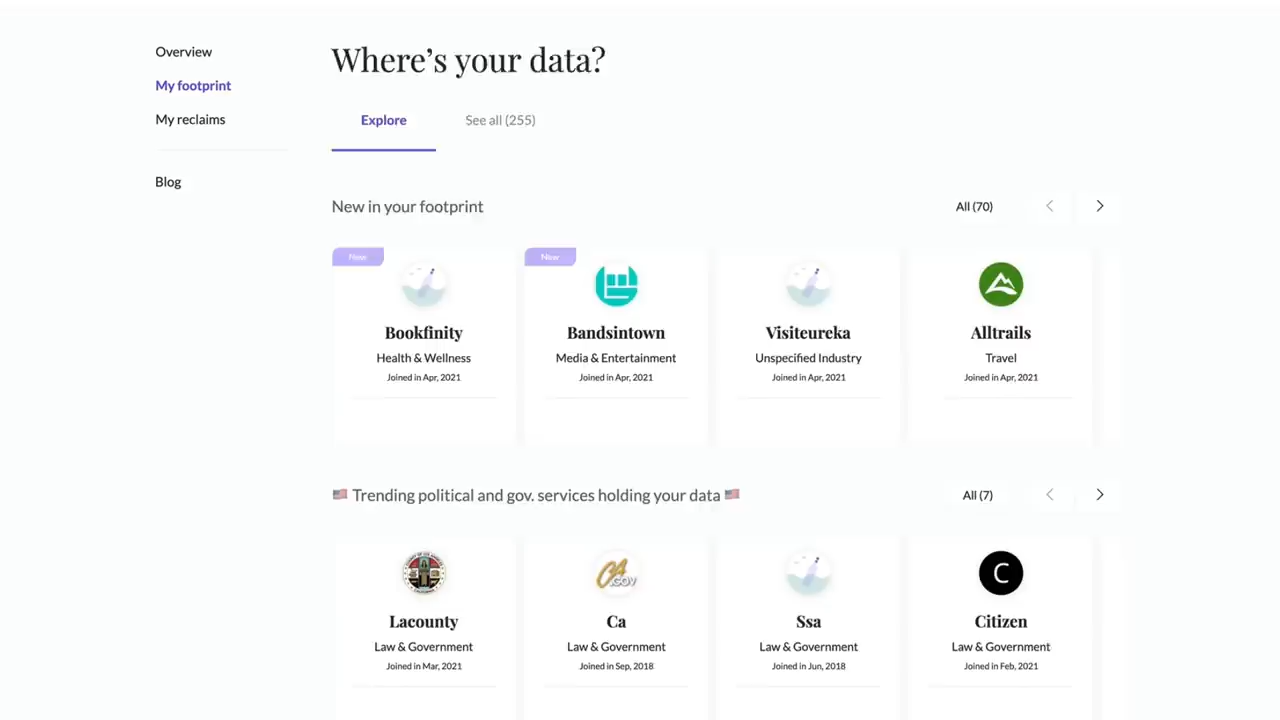 Overview
My footprint
My reclaims
Blog
Where's your data?
Explore
See all (255)
New in your footprint
All (70)
New
New
Bookfinity
Health & Wellness
Joined in Apr, 2021
Bandsintown
Media & Entertainment
Joined in Apr, 2021
Visiteureka
Unspecified Industry
Joined in Apr, 2021
Alltrails
Travel
Joined in Apr, 2021
Trending political and gov. services holding your data
All (7)
CA
.GOV
C
Lacounty
Law & Government
Joined in Mar, 2021
Ca
Law & Government
Joined in Sep, 2018
Ssa
Law & Government
Joined in Jun, 2018
Citizen
Law & Government
Joined in Feb, 2021